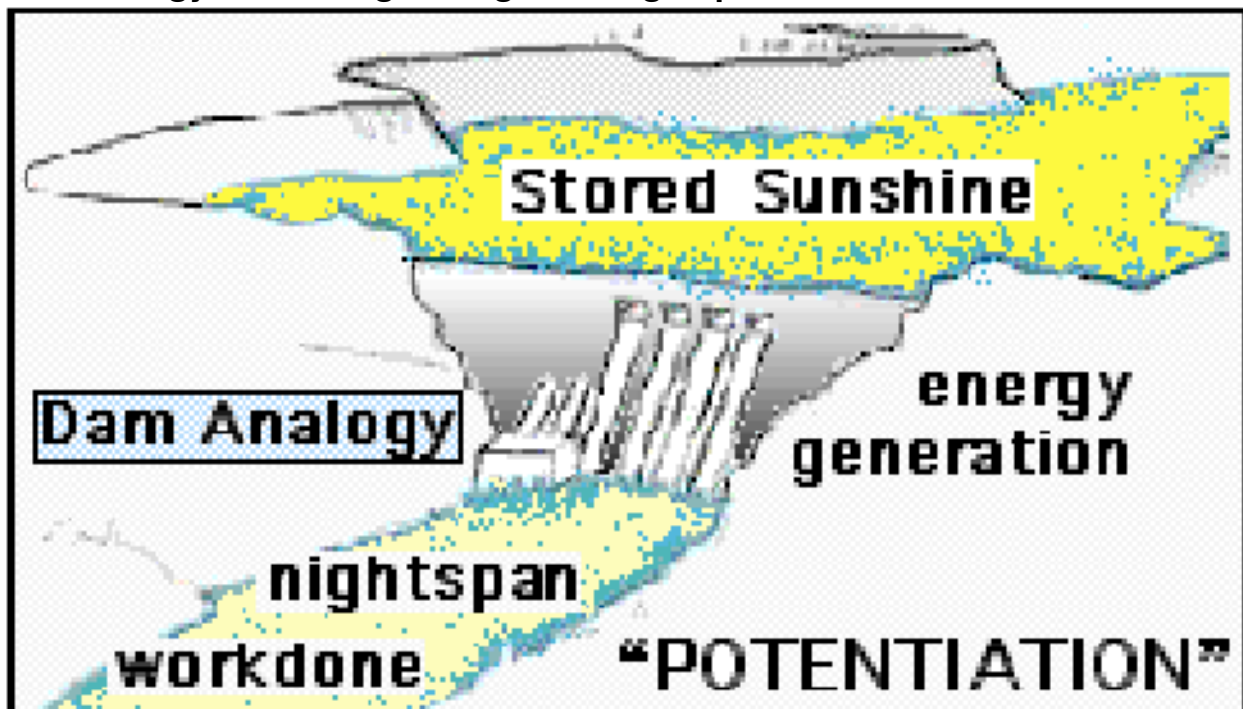 Stored Sunshine
energy
Dam Analogy
generation
nightspan
workdone
“POTENTIATION”